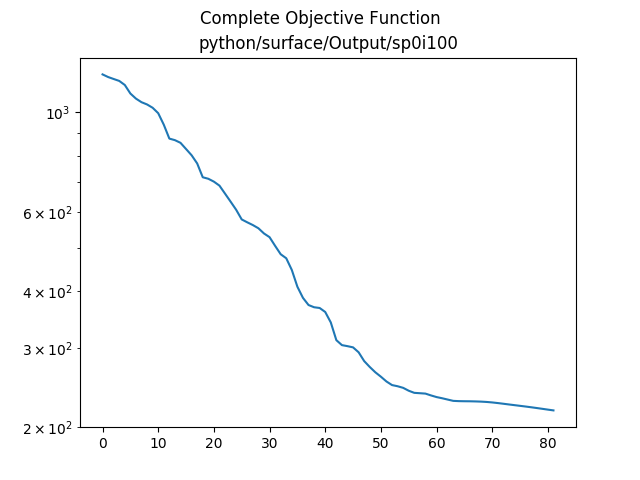 Complete Objective Function
python/surface/Output/sp0i100
10³
6 × 10²
4 × 10²
3 × 10²
2 × 10²
0 10 20 30 40 50 60 70 80